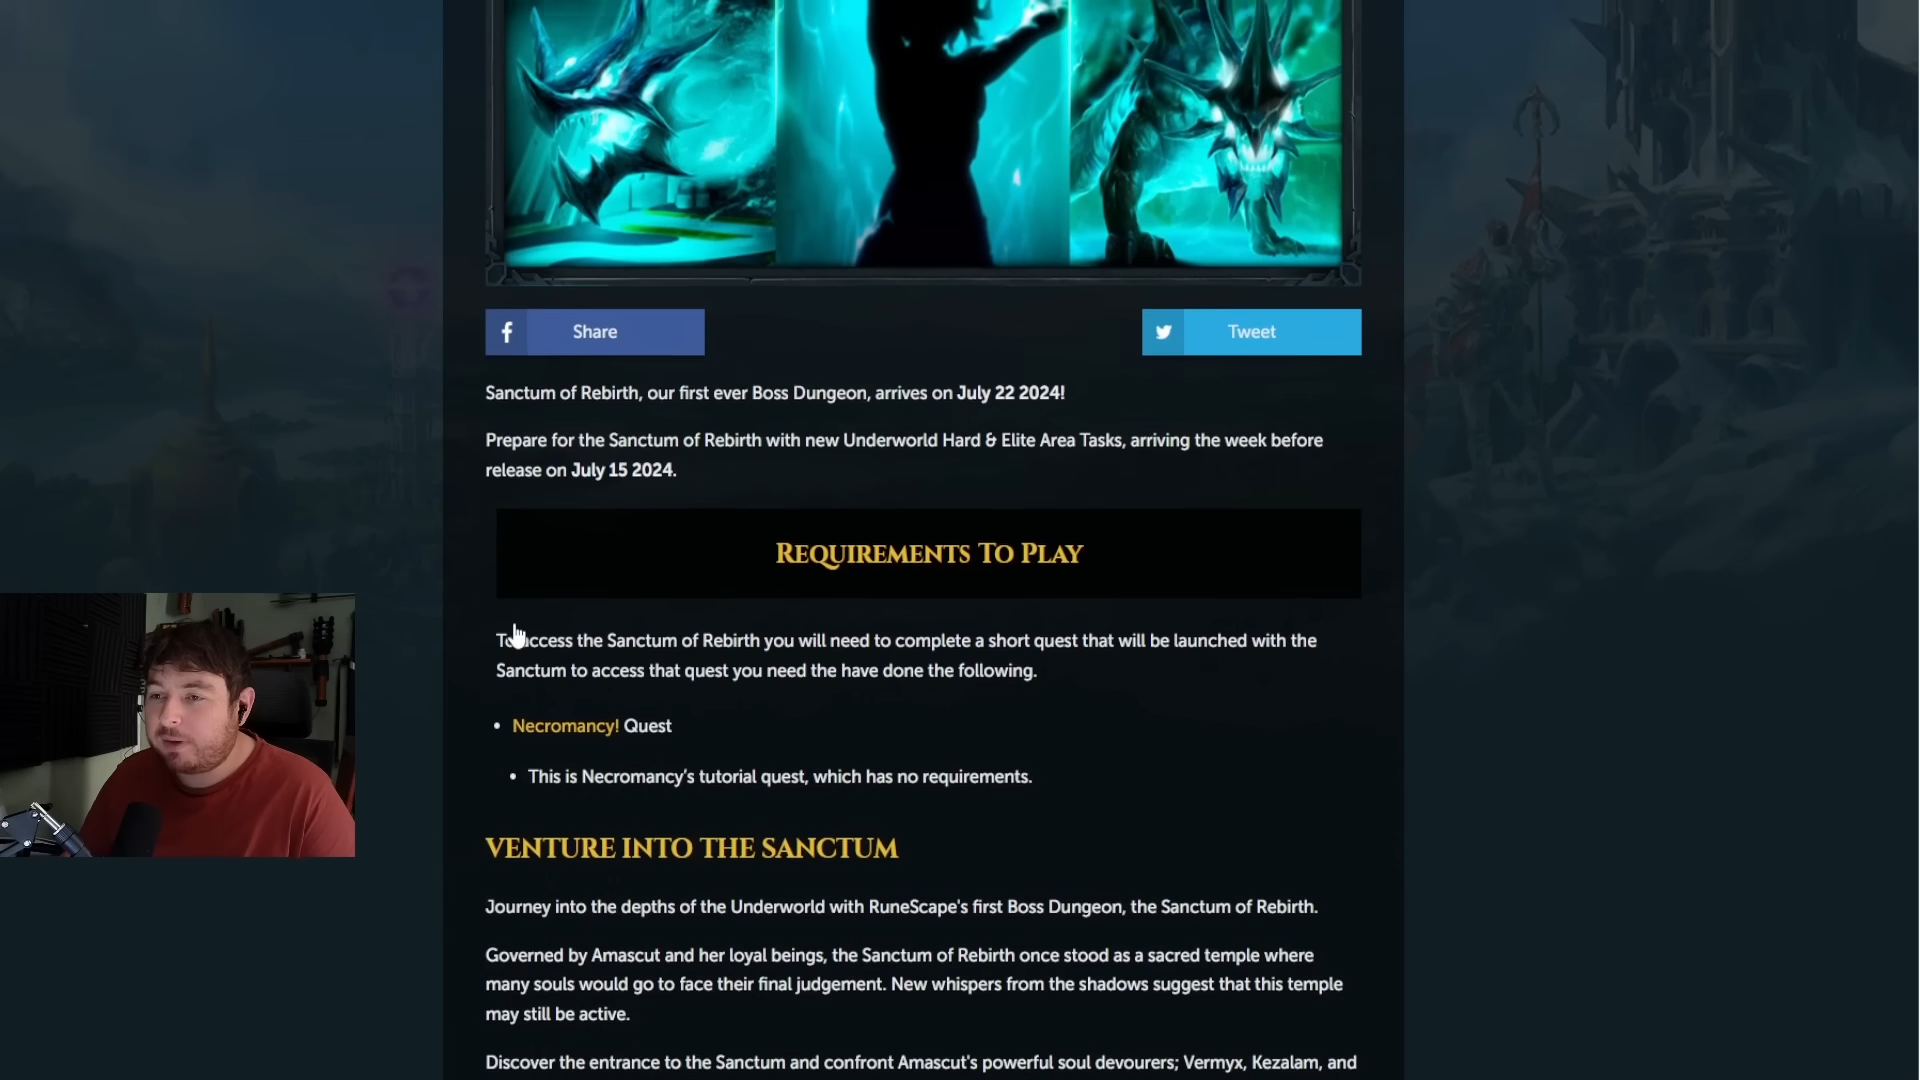 Share
Tweet
Sanctum of Rebirth, our first ever Boss Dungeon, arrives on July 22 2024!
Prepare for the Sanctum of Rebirth with new Underworld Hard & Elite Area Tasks, arriving the week before
release on July 15 2024.
REQUIREMENTS TO PLAY
To access the Sanctum of Rebirth you will need to complete a short quest that will be launched with the
Sanctum to access that quest you need the have done the following.
• Necromancy! Quest
• This is Necromancy's tutorial quest, which has no requirements.
VENTURE INTO THE SANCTUM
Journey into the depths of the Underworld with RuneScape's first Boss Dungeon, the Sanctum of Rebirth.
Governed by Amascut and her loyal beings, the Sanctum of Rebirth once stood as a sacred temple where
many souls would go to face their final judgement. New whispers from the shadows suggest that this temple
may still be active.
Discover the entrance to the Sanctum and confront Amascut's powerful soul devourers; Vermyx, Kezalam, and